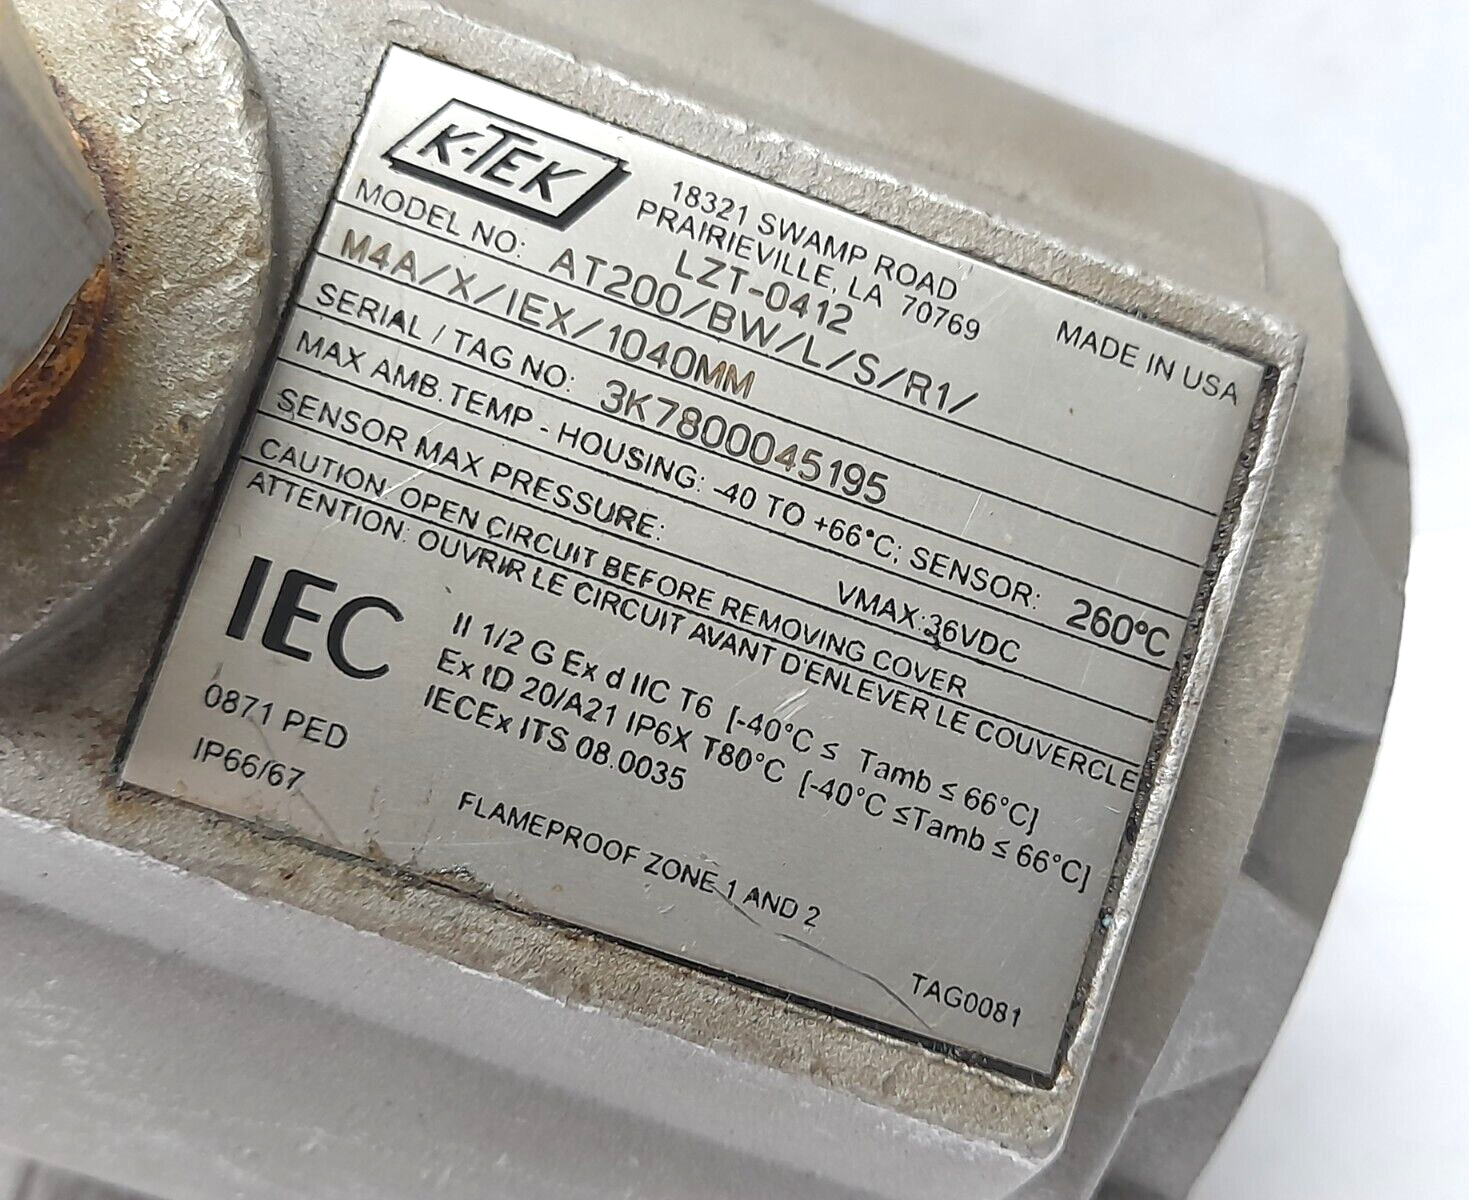 K-TEK
18321 SWAMP ROAD
PRAIRIEVILLE, LA 70769
MADE IN USA
LZT-0412
MODEL NO: AT200/BW/L/S/R1/
M4A/X/IEX/1040MM
SERIAL / TAG NO: 3K7800045195
MAX AMB.TEMP - HOUSING: -40 TO +66°C; SENSOR: 260°C
SENSOR MAX PRESSURE: VMAX:36VDC
CAUTION: OPEN CIRCUIT BEFORE REMOVING COVER
ATTENTION: OUVRIR LE CIRCUIT AVANT D'ENLEVER LE COUVERCLE
IEC
II 1/2 G Ex d IIC T6 [-40°C ≤ Tamb ≤ 66°C]
Ex tD 20/A21 IP6X T80°C [-40°C ≤Tamb ≤ 66°C]
IECEx ITS 08.0035
0871 PED
IP66/67
FLAMEPROOF ZONE 1 AND 2
TAG0081